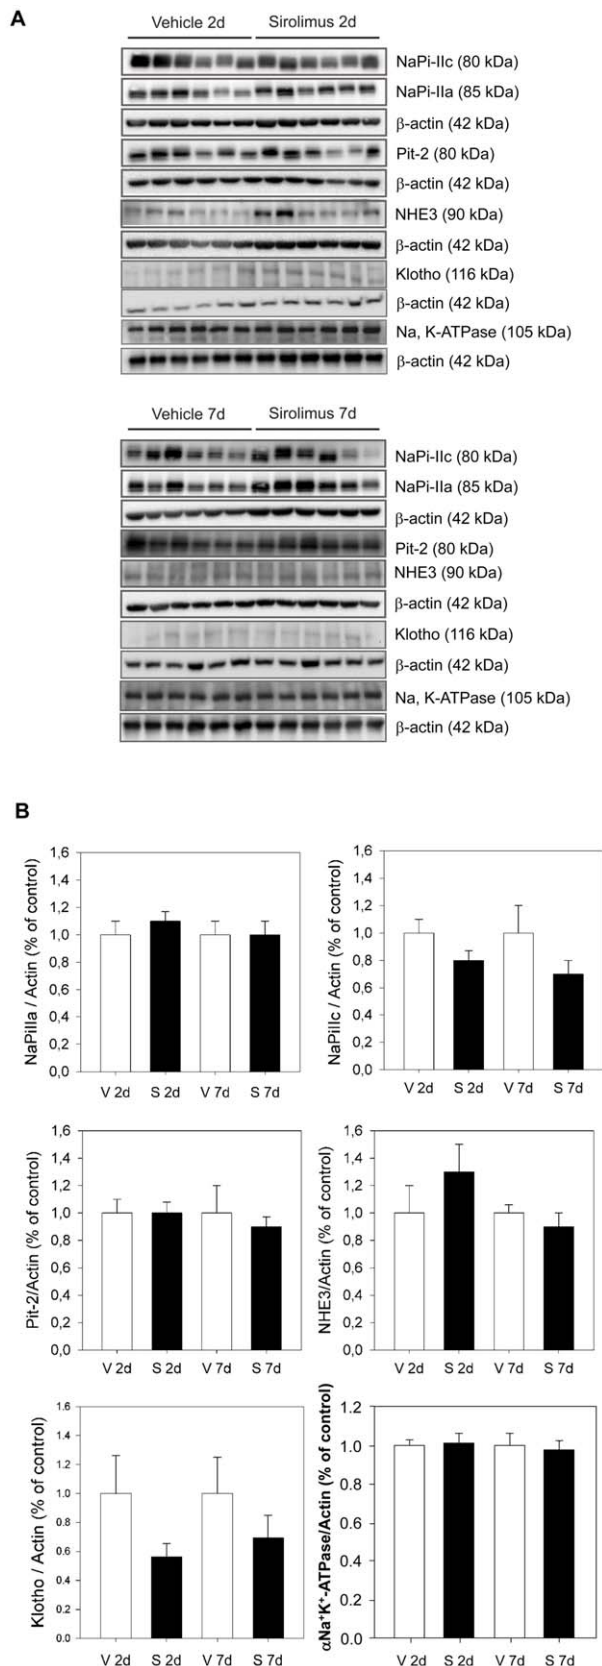 A
Vehicle 2d Sirolimus 2d
NaPi-IIc (80 kDa)
NaPi-IIa (85 kDa)
β-actin (42 kDa)
Pit-2 (80 kDa)
β-actin (42 kDa)
NHE3 (90 kDa)
β-actin (42 kDa)
Klotho (116 kDa)
β-actin (42 kDa)
Na, K-ATPase (105 kDa)
β-actin (42 kDa)
Vehicle 7d Sirolimus 7d
NaPi-IIc (80 kDa)
NaPi-IIa (85 kDa)
β-actin (42 kDa)
Pit-2 (80 kDa)
NHE3 (90 kDa)
β-actin (42 kDa)
Klotho (116 kDa)
β-actin (42 kDa)
Na, K-ATPase (105 kDa)
β-actin (42 kDa)
B
NaPiIIa / Actin (% of control)
1,6
1,4
1,2
1,0
0,8
0,6
0,4
0,2
0,0
V 2d S 2d V 7d S 7d
NaPiIIc / Actin (% of control)
1,6
1,4
1,2
1,0
0,8
0,6
0,4
0,2
0,0
V 2d S 2d V 7d S 7d
Pit-2/Actin (% of control)
1,6
1,4
1,2
1,0
0,8
0,6
0,4
0,2
0,0
V 2d S 2d V 7d S 7d
NHE3/Actin (% of control)
1,6
1,4
1,2
1,0
0,8
0,6
0,4
0,2
0,0
V 2d S 2d V 7d S 7d
Klotho / Actin (% of control)
1.6
1.4
1.2
1.0
0.8
0.6
0.4
0.2
0.0
V 2d S 2d V 7d S 7d
αNa⁺K⁺-ATPase/Actin (% of control)
1.2
1.0
0.8
0.6
0.4
0.2
0.0
V 2d S 2d V 7d S 7d